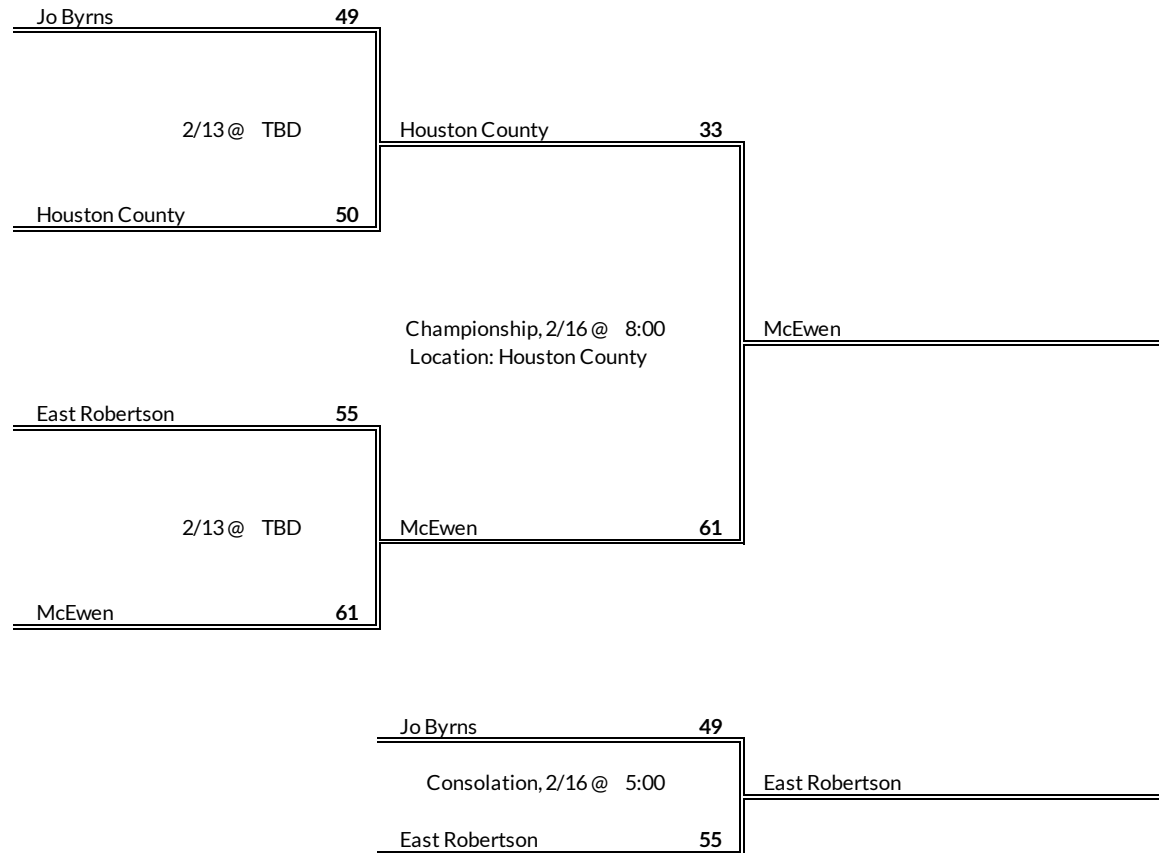 Jo Byrns 49
2/13 @ TBD
Houston County 33
Houston County 50
Championship, 2/16 @ 8:00
McEwen
Location: Houston County
East Robertson 55
2/13 @ TBD
McEwen 61
McEwen 61
Jo Byrns 49
Consolation, 2/16 @ 5:00
East Robertson
East Robertson 55